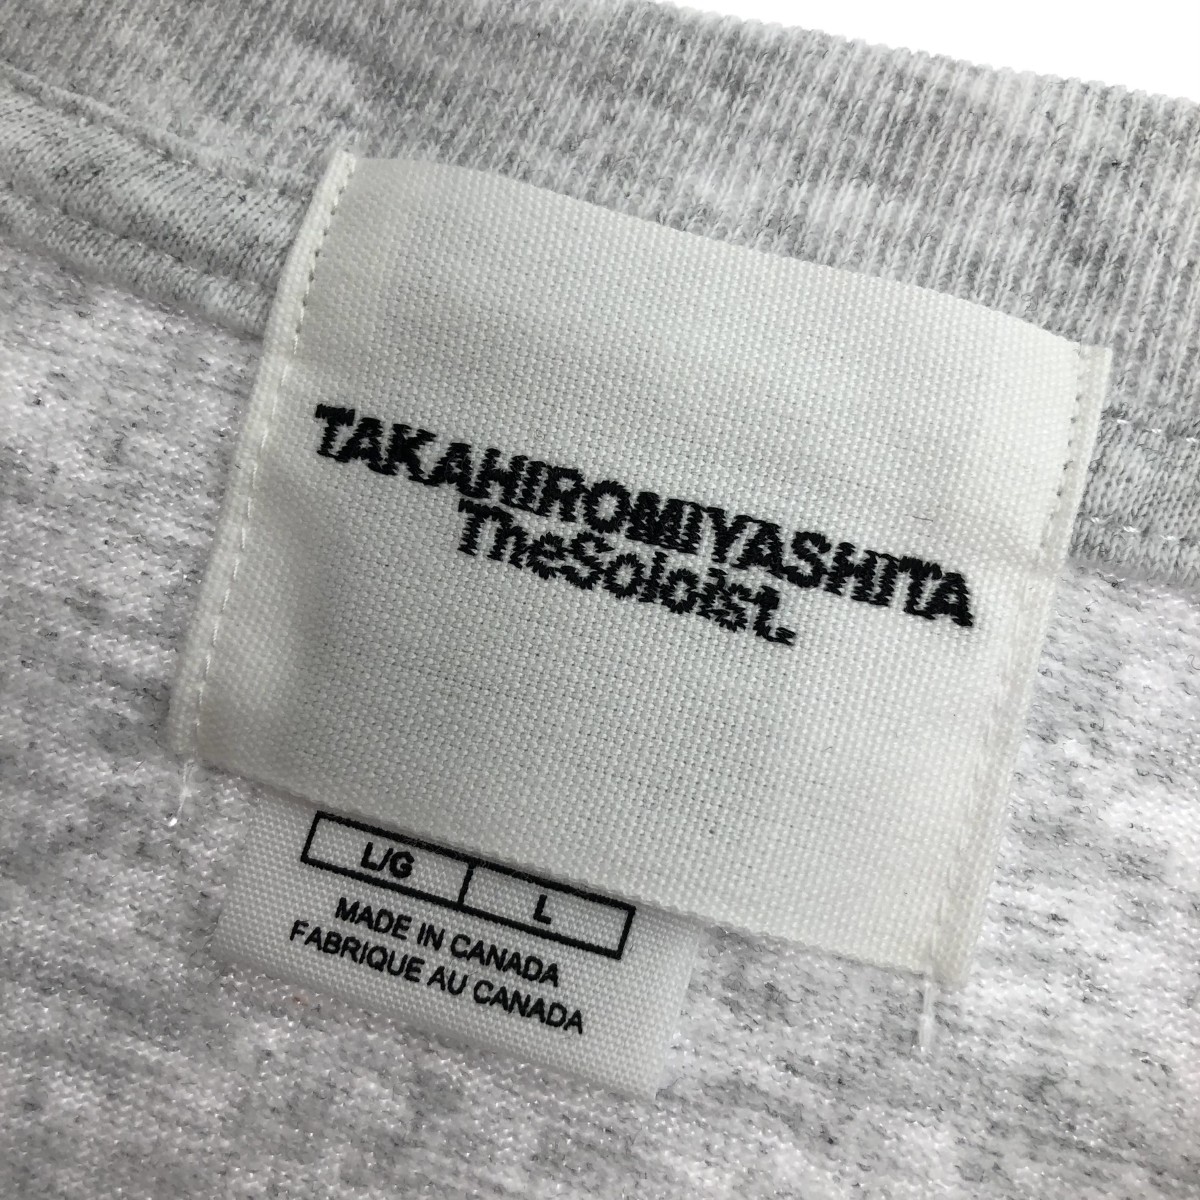 TAKAHIROMIYASHITA
TheSoloist.
L/G L
MADE IN CANADA
FABRIQUE AU CANADA